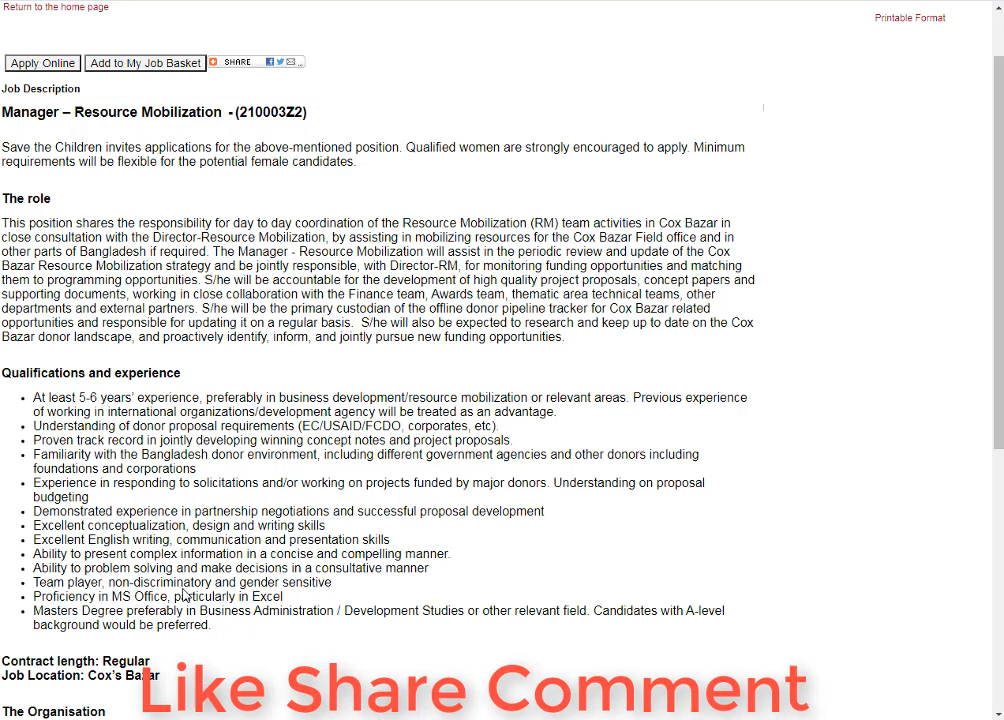 Return to the home page
Printable Format
Apply Online Add to My Job Basket SHARE
Job Description
Manager – Resource Mobilization - (210003Z2)
Save the Children invites applications for the above-mentioned position. Qualified women are strongly encouraged to apply. Minimum
requirements will be flexible for the potential female candidates.
The role
This position shares the responsibility for day to day coordination of the Resource Mobilization (RM) team activities in Cox Bazar in
close consultation with the Director-Resource Mobilization, by assisting in mobilizing resources for the Cox Bazar Field office and in
other parts of Bangladesh if required. The Manager - Resource Mobilization will assist in the periodic review and update of the Cox
Bazar Resource Mobilization strategy and be jointly responsible, with Director-RM, for monitoring funding opportunities and matching
them to programming opportunities. S/he will be accountable for the development of high quality project proposals, concept papers and
supporting documents, working in close collaboration with the Finance team, Awards team, thematic area technical teams, other
departments and external partners. S/he will be the primary custodian of the offline donor pipeline tracker for Cox Bazar related
opportunities and responsible for updating it on a regular basis. S/he will also be expected to research and keep up to date on the Cox
Bazar donor landscape, and proactively identify, inform, and jointly pursue new funding opportunities.
Qualifications and experience
• At least 5-6 years' experience, preferably in business development/resource mobilization or relevant areas. Previous experience
of working in international organizations/development agency will be treated as an advantage.
• Understanding of donor proposal requirements (EC/USAID/FCDO, corporates, etc).
• Proven track record in jointly developing winning concept notes and project proposals.
• Familiarity with the Bangladesh donor environment, including different government agencies and other donors including
foundations and corporations
• Experience in responding to solicitations and/or working on projects funded by major donors. Understanding on proposal
budgeting
• Demonstrated experience in partnership negotiations and successful proposal development
• Excellent conceptualization, design and writing skills
• Excellent English writing, communication and presentation skills
• Ability to present complex information in a concise and compelling manner.
• Ability to problem solving and make decisions in a consultative manner
• Team player, non-discriminatory and gender sensitive
• Proficiency in MS Office, particularly in Excel
• Masters Degree preferably in Business Administration / Development Studies or other relevant field. Candidates with A-level
background would be preferred.
Contract length: Regular
Job Location: Cox's Bazar
Like Share Comment
The Organisation